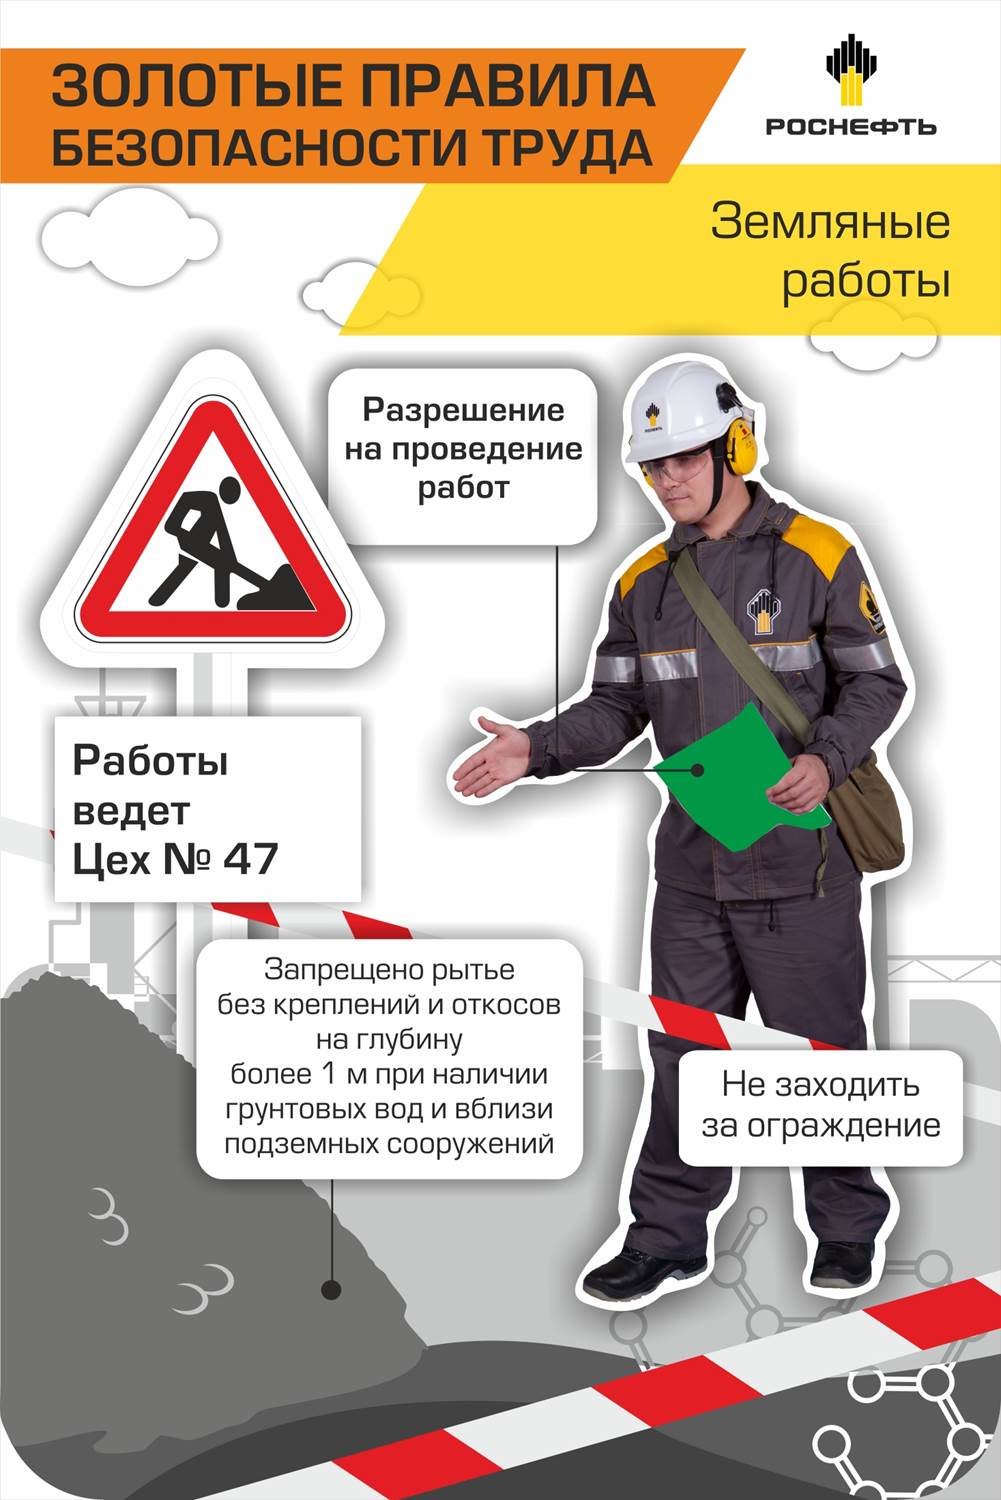 ЗОЛОТЫЕ ПРАВИЛА
БЕЗОПАСНОСТИ ТРУДА
РОСНЕФТЬ
Земляные
работы
Разрешение
на проведение
работ
РОСНЕФТЬ
Работы
ведет
Цех № 47
Запрещено рытье
без креплений и откосов
на глубину
более 1 м при наличии
грунтовых вод и вблизи
подземных сооружений
Не заходить
за ограждение